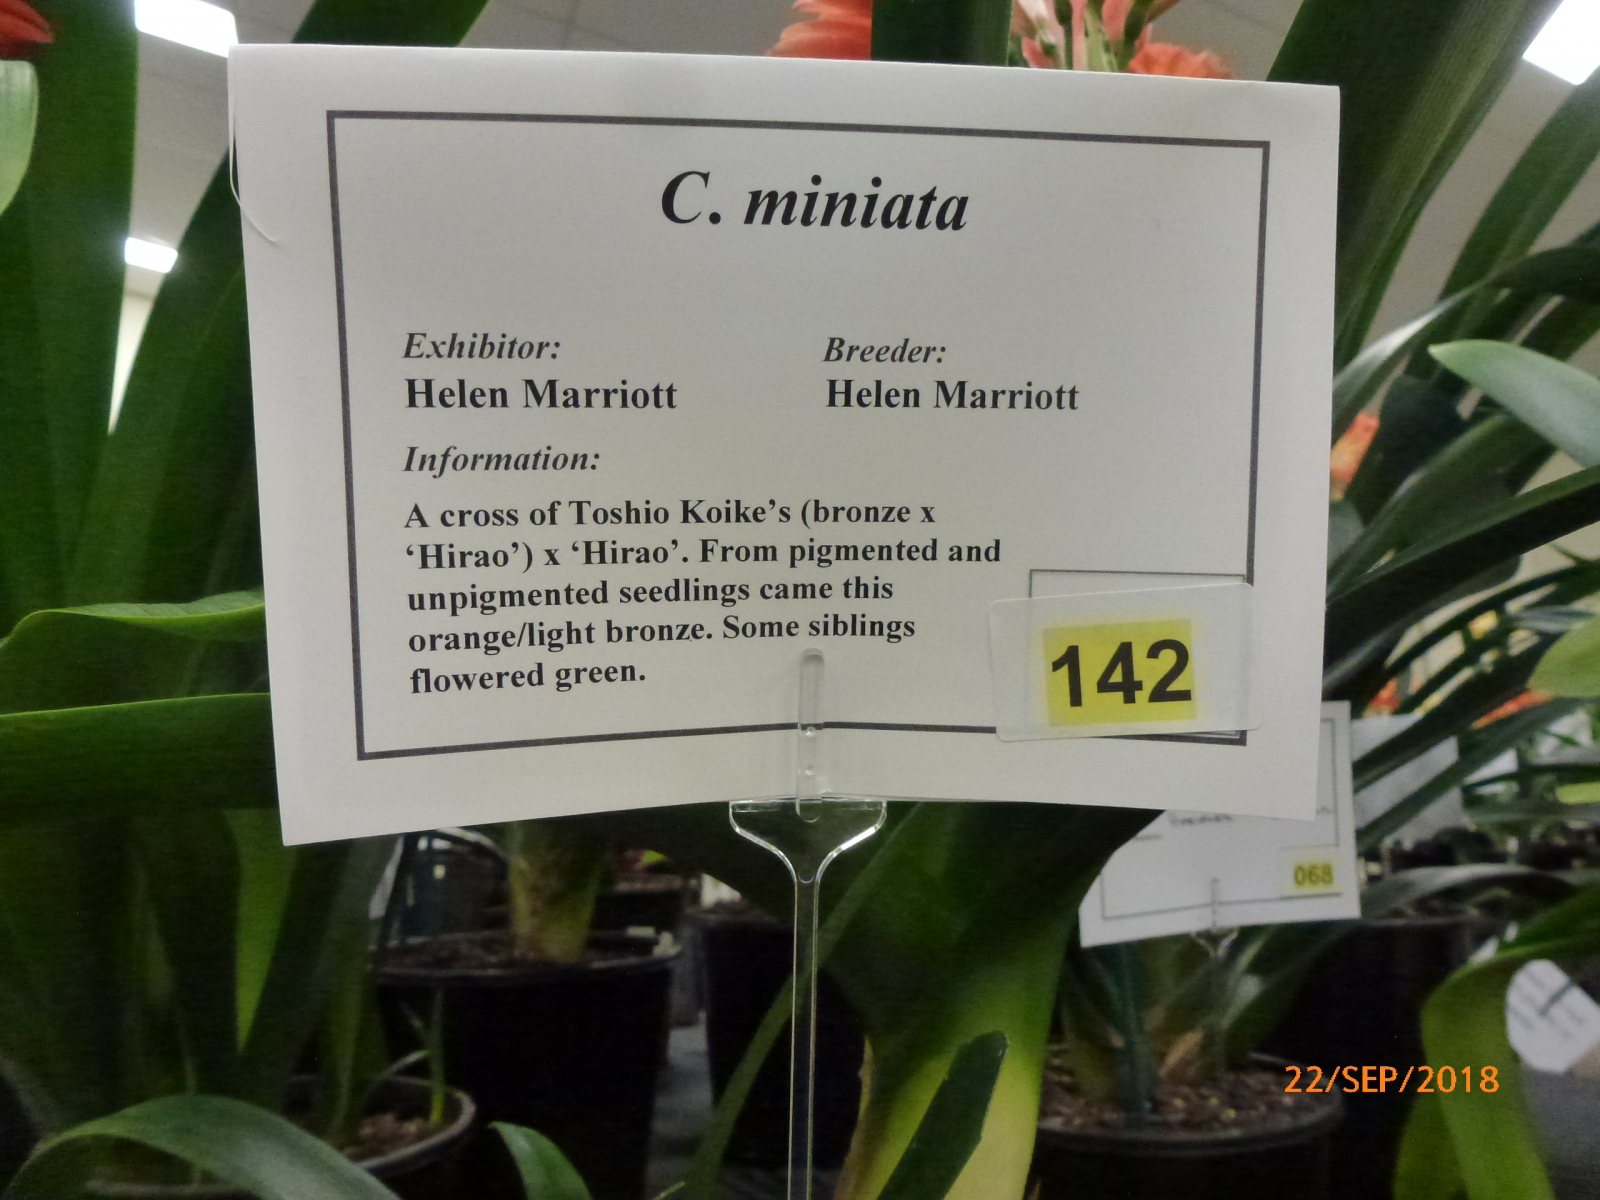 C. miniata
Exhibitor:
Helen Marriott
Breeder:
Helen Marriott
Information:
A cross of Toshio Koike’s (bronze x
‘Hirao’) x ‘Hirao’. From pigmented and
unpigmented seedlings came this
orange/light bronze. Some siblings
flowered green.
142
068
22/SEP/2018